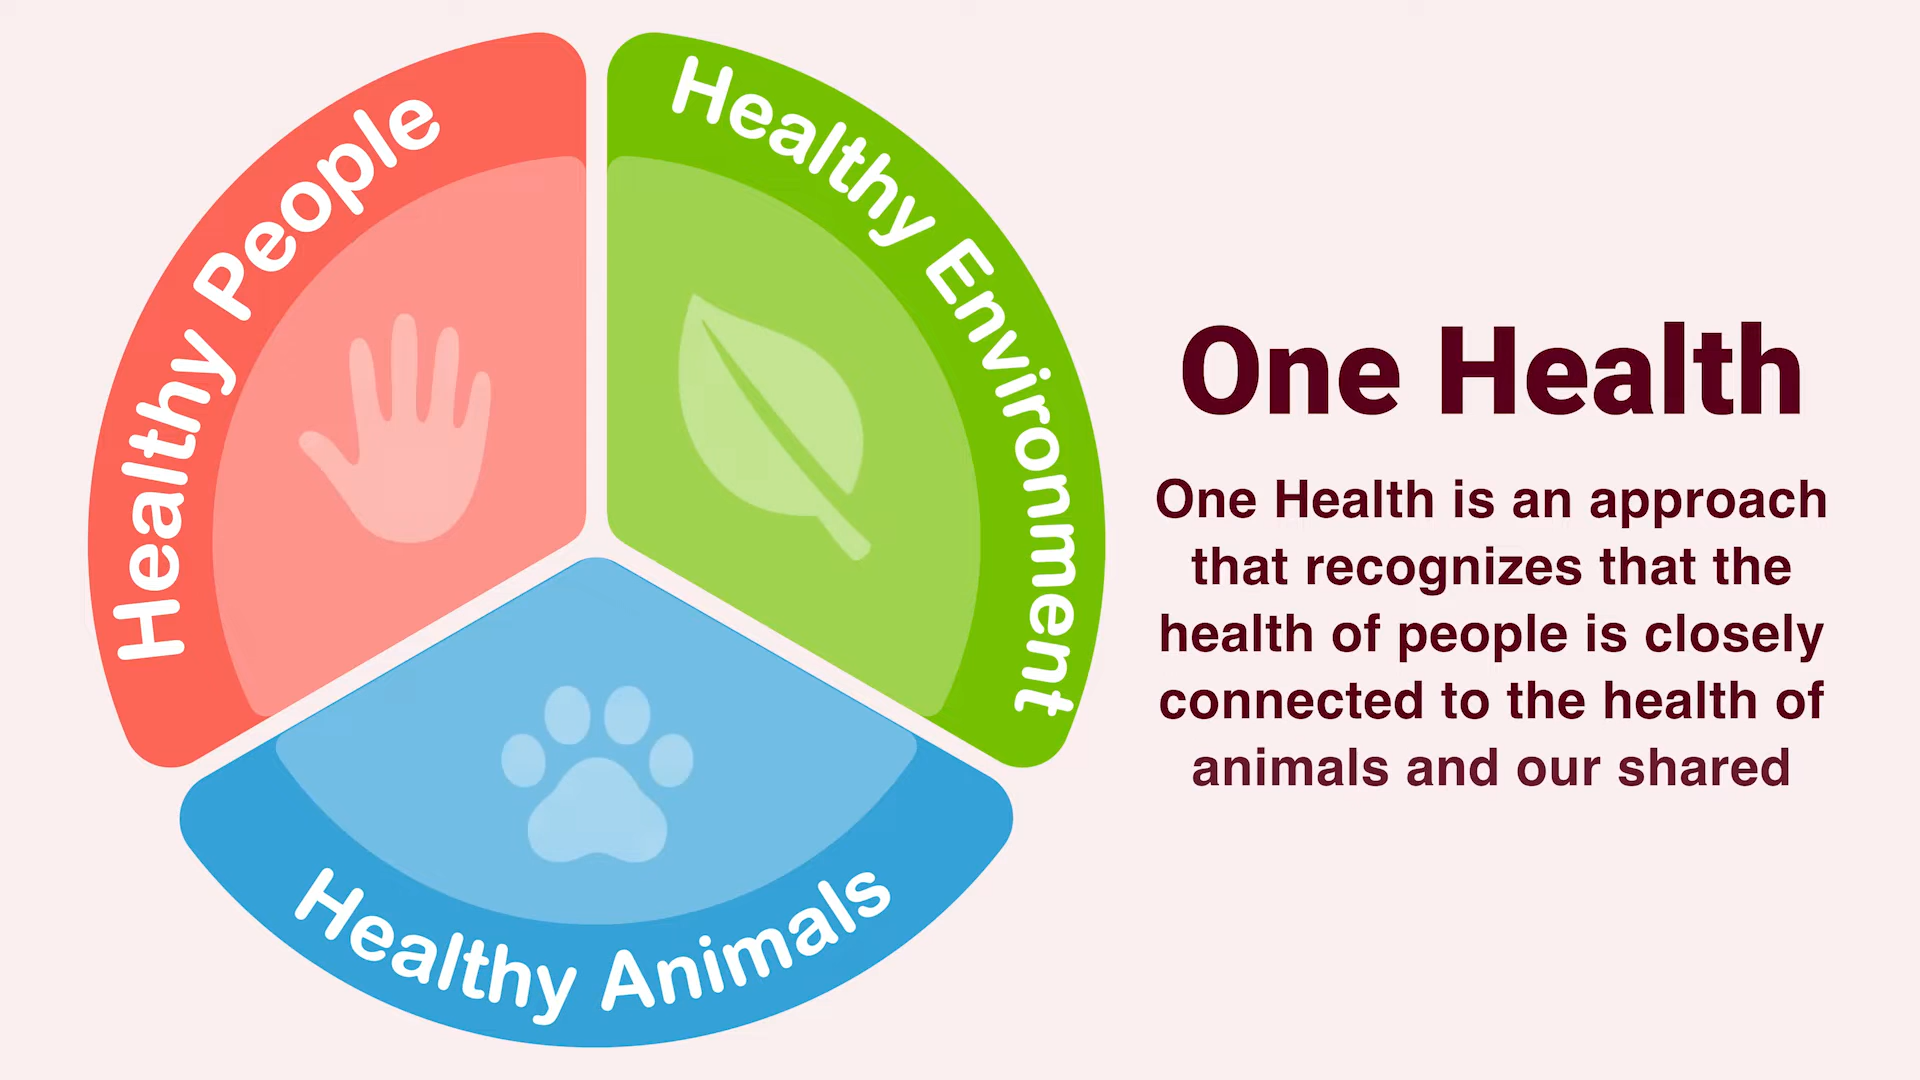 Healthy People
Healthy Environment
Healthy Animals
One Health
One Health is an approach
that recognizes that the
health of people is closely
connected to the health of
animals and our shared